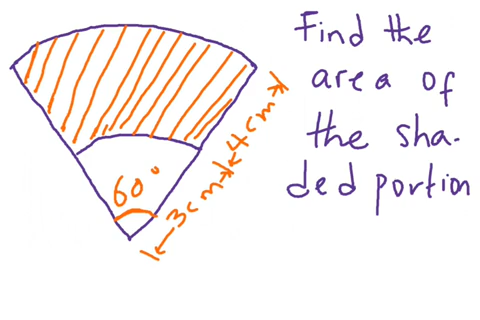 Find the
area of
the sha-
ded portion
60°
3cm
4cm